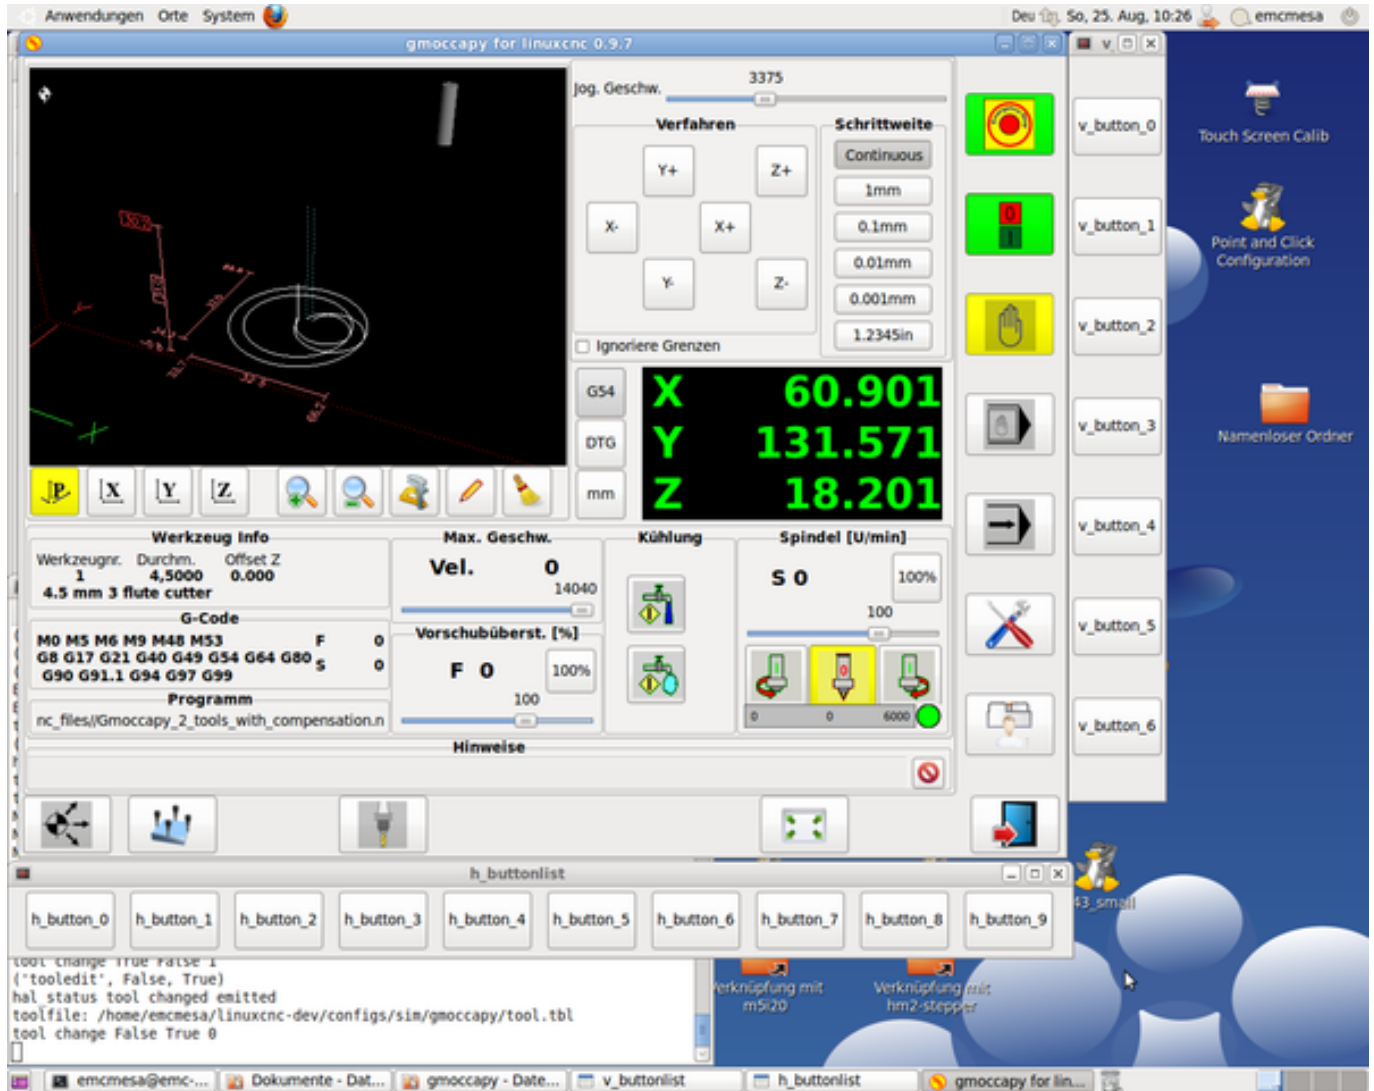 Anwendungen Orte System
Deu So, 25. Aug, 10:26 emcmesa
gmoccapy for linuxcnc 0.9.7
v
Jog. Geschw. 3375
Verfahren
Schrittweite
Y+ Z+
X- X+
Y- Z-
Continuous
1mm
0.1mm
0.01mm
0.001mm
1.2345in
Ignoriere Grenzen
G54
DTG
mm
X 60.901
Y 131.571
Z 18.201
P X Y Z
Werkzeug Info
Werkzeugnr. Durchm. Offset Z
1 4,5000 0.000
4.5 mm 3 flute cutter
G-Code
M0 M5 M6 M9 M48 M53
G8 G17 G21 G40 G49 G54 G64 G80
G90 G91.1 G94 G97 G99
F 0
S 0
Programm
nc_files//Gmoccapy_2_tools_with_compensation.n
Max. Geschw.
Vel. 0
14040
Vorschubüberst. [%]
F 0 100%
100
Kühlung
Spindel [U/min]
S 0 100%
100
0 0 6000
Hinweise
v_button_0
v_button_1
v_button_2
v_button_3
v_button_4
v_button_5
v_button_6
Touch Screen Calib
Point and Click
Configuration
Namenloser Ordner
43_small
h_buttonlist
h_button_0 h_button_1 h_button_2 h_button_3 h_button_4 h_button_5 h_button_6 h_button_7 h_button_8 h_button_9
tool change True False 1
('tooledit', False, True)
hal status tool changed emitted
toolfile: /home/emcmesa/linuxcnc-dev/configs/sim/gmoccapy/tool.tbl
tool change False True 0
Verknüpfung mit
m5i20
Verknüpfung mit
hm2-stepper
emcmesa@emc-... Dokumente - Dat... gmoccapy - Date... v_buttonlist h_buttonlist gmoccapy for lin...